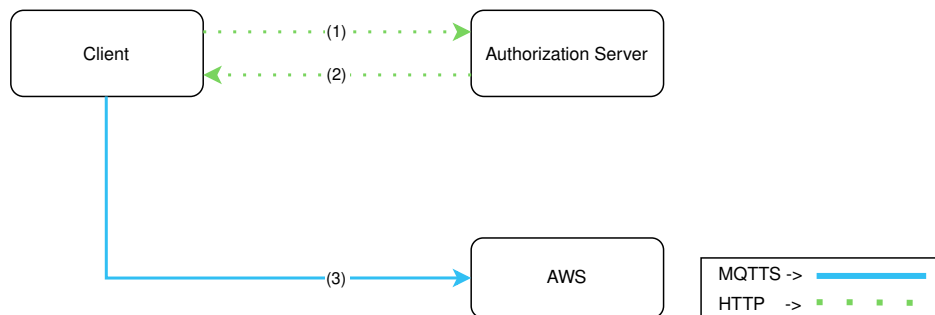 Client
(1)
Authorization Server
(2)
(3)
AWS
MQTTS ->
HTTP ->